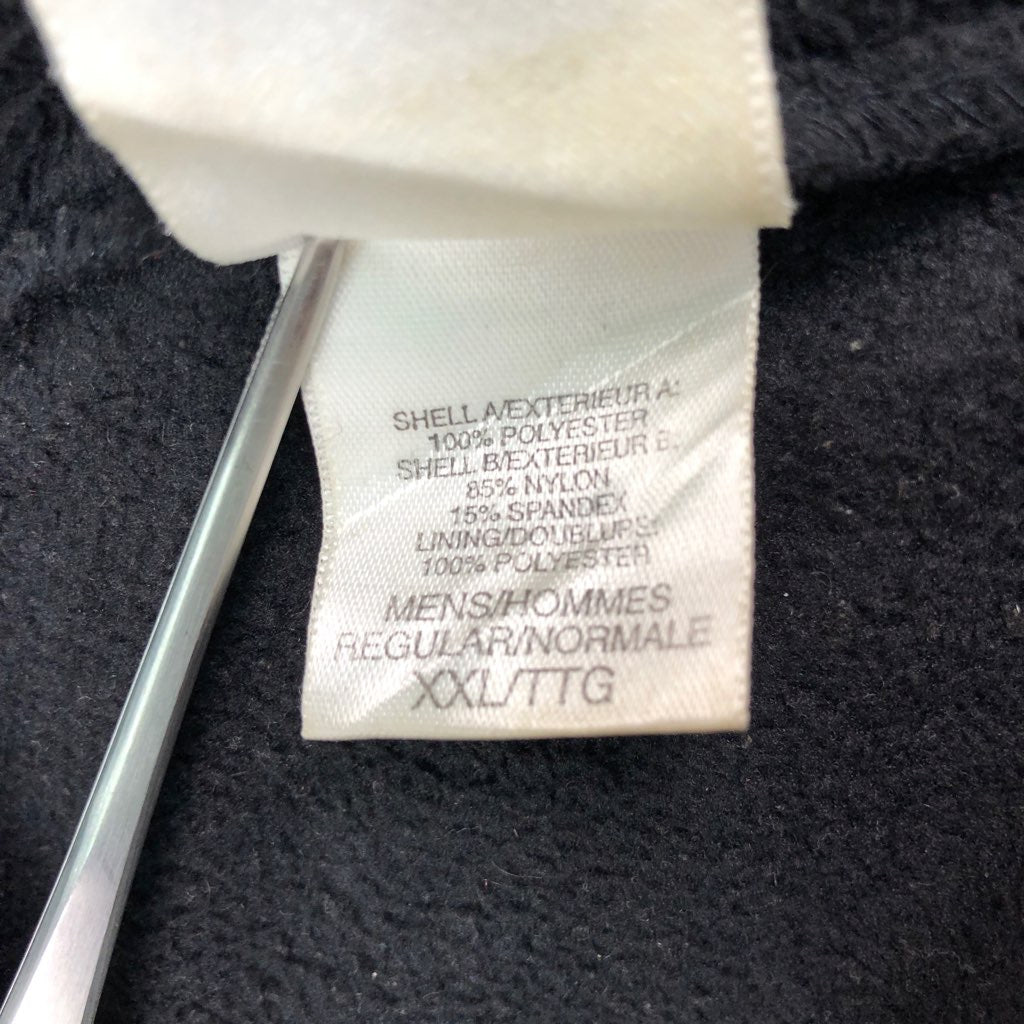 SHELL A/EXTERIEUR A:
100% POLYESTER
SHELL B/EXTERIEUR B:
85% NYLON
15% SPANDEX
LINING/DOUBLURE:
100% POLYESTER
MENS/HOMMES
REGULAR/NORMALE
XXL/TTG